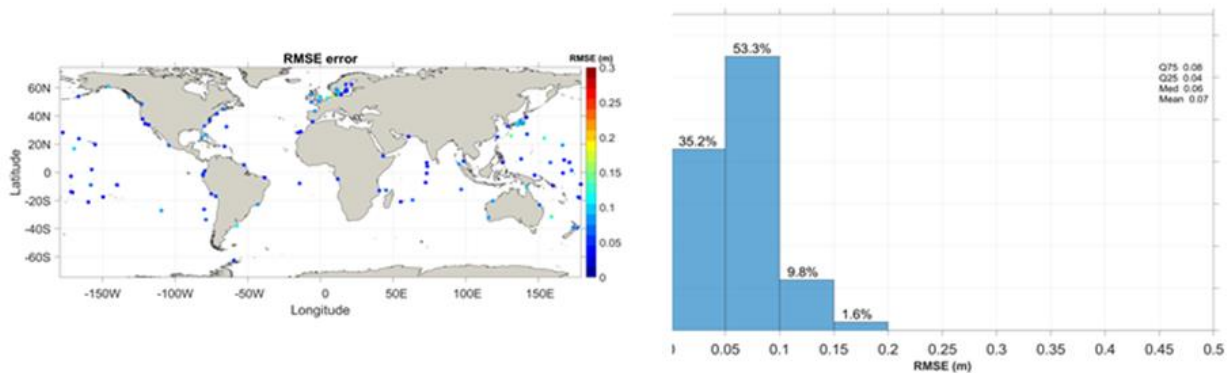 RMSE error
RMSE (m)
0.3
0.25
0.2
0.15
0.1
0.05
0
60N
40N
20N
0
-20S
-40S
-60S
Latitude
-150W
-100W
-50W
0
50E
100E
150E
Longitude
53.3%
35.2%
9.8%
1.6%
Q75 0.08
Q25 0.04
Med 0.06
Mean 0.07
0.05
0.1
0.15
0.2
0.25
0.3
0.35
0.4
0.45
0.5
RMSE (m)